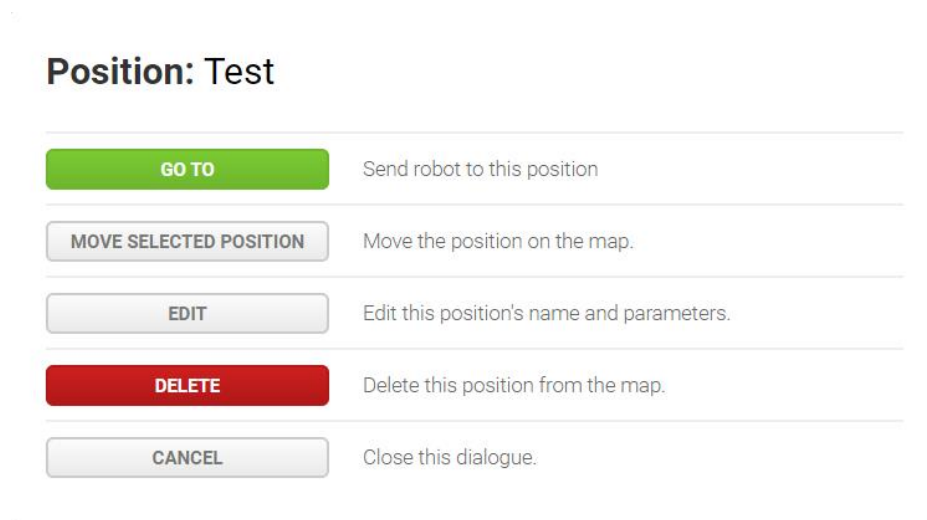 Position: Test
GO TO Send robot to this position
MOVE SELECTED POSITION Move the position on the map.
EDIT Edit this position's name and parameters.
DELETE Delete this position from the map.
CANCEL Close this dialogue.